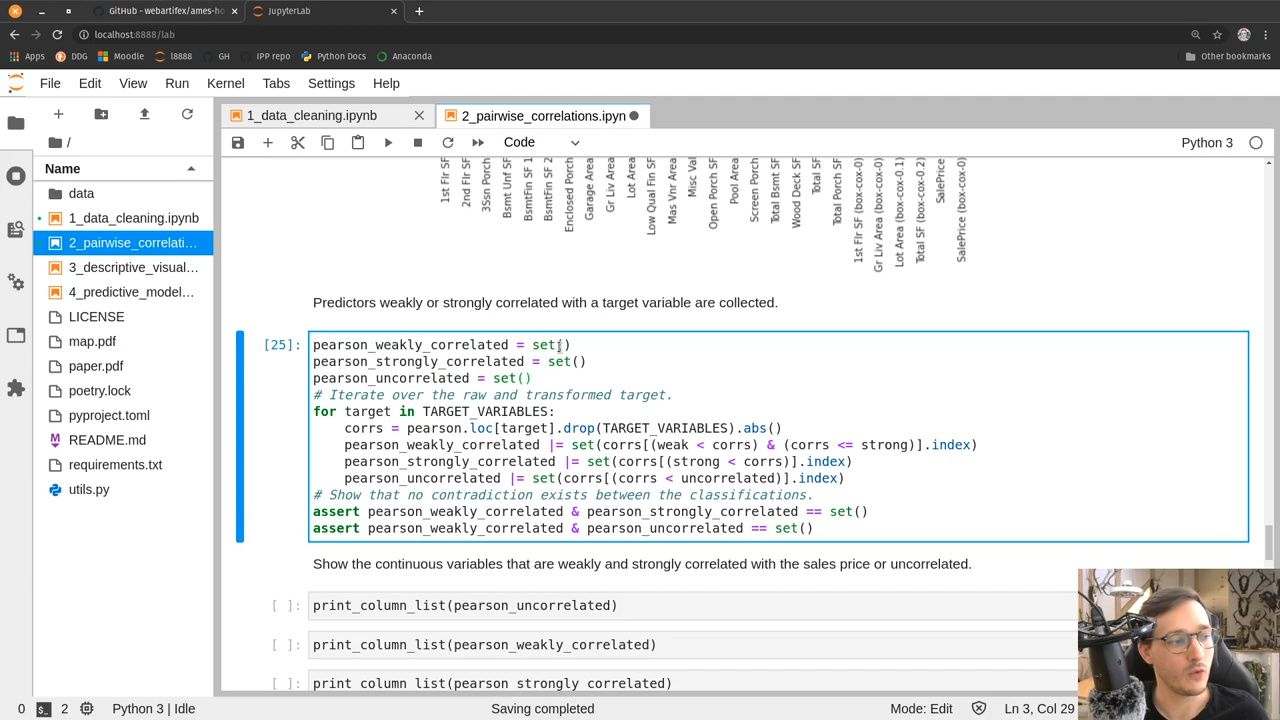 GitHub - webartifex/ames-ho
JupyterLab
localhost:8888/lab
Apps DDG Moodle l8888 GH IPP repo Python Docs Anaconda Other bookmarks
File Edit View Run Kernel Tabs Settings Help
1_data_cleaning.ipynb
2_pairwise_correlations.ipyn
Code
Python 3
/
Name
data
1_data_cleaning.ipynb
2_pairwise_correlati…
3_descriptive_visual…
4_predictive_model…
LICENSE
map.pdf
paper.pdf
poetry.lock
pyproject.toml
README.md
requirements.txt
utils.py
1st Flr SF
2nd Flr SF
3Ssn Porch
Bsmt Unf SF
BsmtFin SF 1
BsmtFin SF 2
Enclosed Porch
Garage Area
Gr Liv Area
Lot Area
Low Qual Fin SF
Mas Vnr Area
Misc Val
Open Porch SF
Pool Area
Screen Porch
Total Bsmt SF
Wood Deck SF
Total SF
Total Porch SF
1st Flr SF (box-cox-0)
Gr Liv Area (box-cox-0)
Lot Area (box-cox-0.1)
Total SF (box-cox-0.2)
SalePrice
SalePrice (box-cox-0)
Predictors weakly or strongly correlated with a target variable are collected.
[25]:
pearson_weakly_correlated = set()
pearson_strongly_correlated = set()
pearson_uncorrelated = set()
# Iterate over the raw and transformed target.
for target in TARGET_VARIABLES:
corrs = pearson.loc[target].drop(TARGET_VARIABLES).abs()
pearson_weakly_correlated |= set(corrs[(weak < corrs) & (corrs <= strong)].index)
pearson_strongly_correlated |= set(corrs[(strong < corrs)].index)
pearson_uncorrelated |= set(corrs[(corrs < uncorrelated)].index)
# Show that no contradiction exists between the classifications.
assert pearson_weakly_correlated & pearson_strongly_correlated == set()
assert pearson_weakly_correlated & pearson_uncorrelated == set()
Show the continuous variables that are weakly and strongly correlated with the sales price or uncorrelated.
[ ]: print_column_list(pearson_uncorrelated)
[ ]: print_column_list(pearson_weakly_correlated)
[ ]: print_column_list(pearson_strongly_correlated)
0 2 Python 3 | Idle Saving completed Mode: Edit Ln 3, Col 29